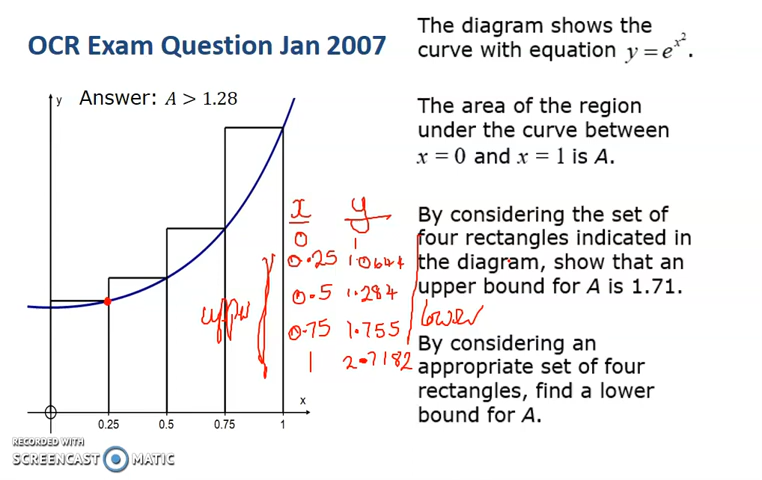 OCR Exam Question Jan 2007
The diagram shows the
curve with equation y = e^{x^2}.
The area of the region
under the curve between
x = 0 and x = 1 is A.
By considering the set of
four rectangles indicated in
the diagram, show that an
upper bound for A is 1.71.
By considering an
appropriate set of four
rectangles, find a lower
bound for A.
y
Answer: A > 1.28
x y
0 1
0.25 1.0644
0.5 1.284
0.75 1.755
1 2.7182
upper
lower
x
0.25 0.5 0.75 1
RECORDED WITH
SCREENCAST MATIC